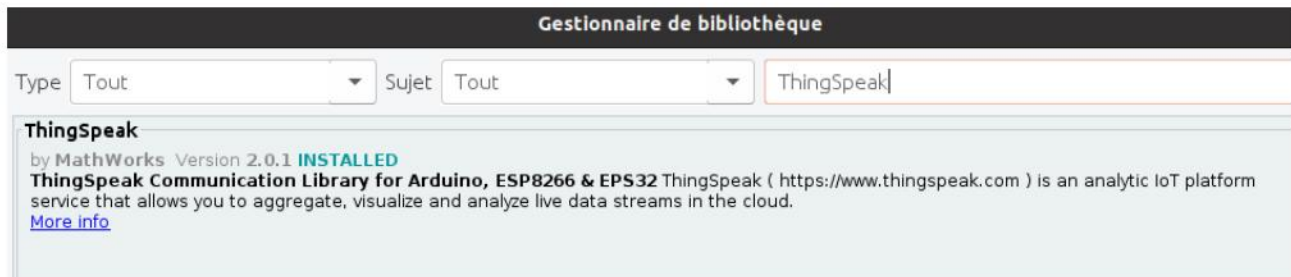 Gestionnaire de bibliothèque
Type Tout Sujet Tout ThingSpeak
ThingSpeak
by MathWorks Version 2.0.1 INSTALLED
ThingSpeak Communication Library for Arduino, ESP8266 & EPS32 ThingSpeak ( https://www.thingspeak.com ) is an analytic IoT platform
service that allows you to aggregate, visualize and analyze live data streams in the cloud.
More info